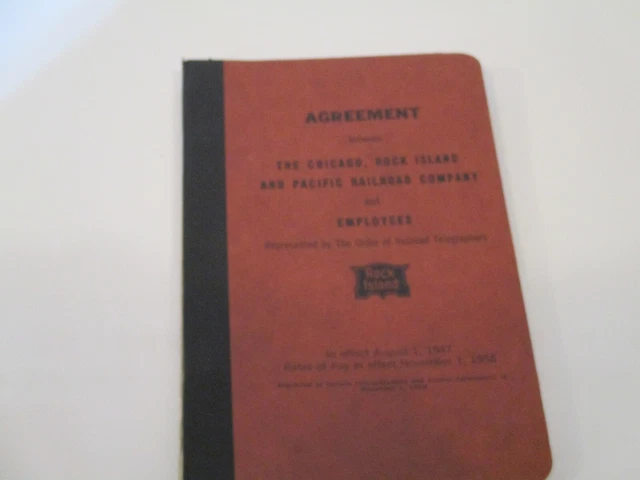 AGREEMENT
between
THE CHICAGO, ROCK ISLAND
AND PACIFIC RAILROAD COMPANY
and
EMPLOYEES
Represented by The Order of Railroad Telegraphers
Rock
Island
In effect August 1, 1947
Rates of Pay in effect November 1, 1956